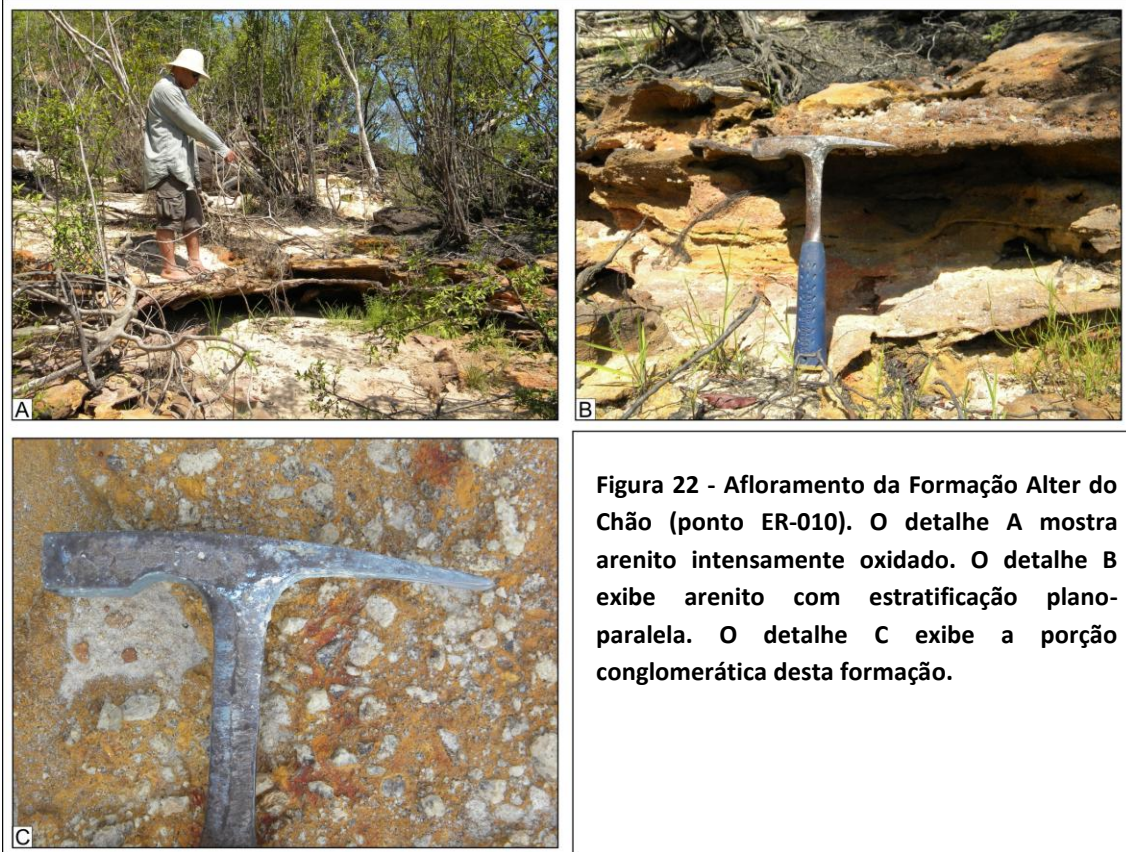 A
B
C
Figura 22 - Afloramento da Formação Alter do
Chão (ponto ER-010). O detalhe A mostra
arenito intensamente oxidado. O detalhe B
exibe arenito com estratificação plano-
paralela. O detalhe C exibe a porção
conglomerática desta formação.